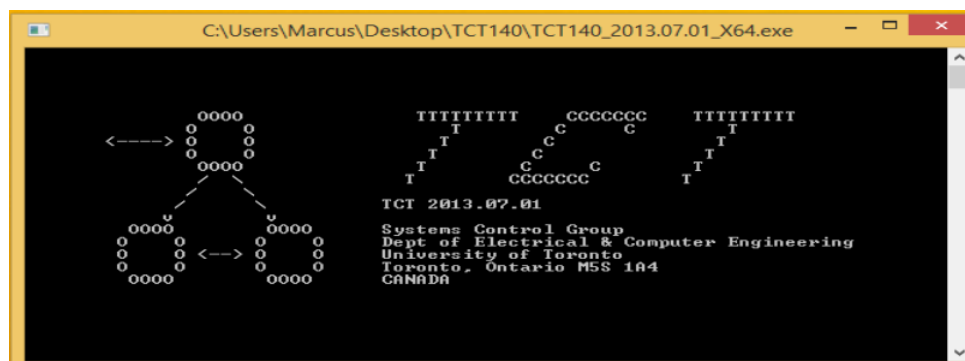 C:\Users\Marcus\Desktop\TCT140\TCT140_2013.07.01_X64.exe
TCT
TCT 2013.07.01
Systems Control Group
Dept of Electrical & Computer Engineering
University of Toronto
Toronto, Ontario M5S 1A4
CANADA